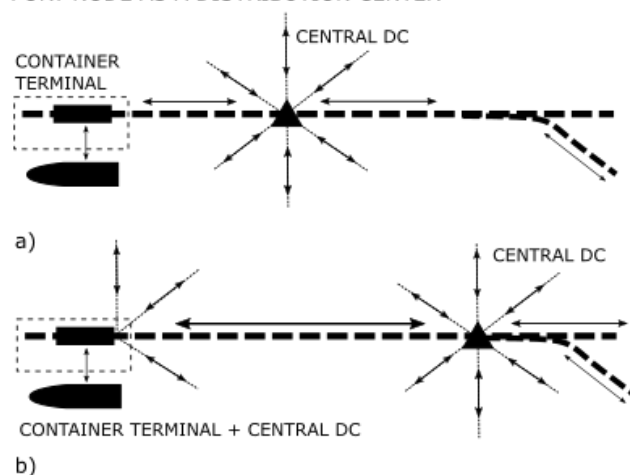 PORT NODE AS A DISTRIBUTION CENTER
CENTRAL DC
CONTAINER
TERMINAL
a)
CENTRAL DC
CONTAINER TERMINAL + CENTRAL DC
b)